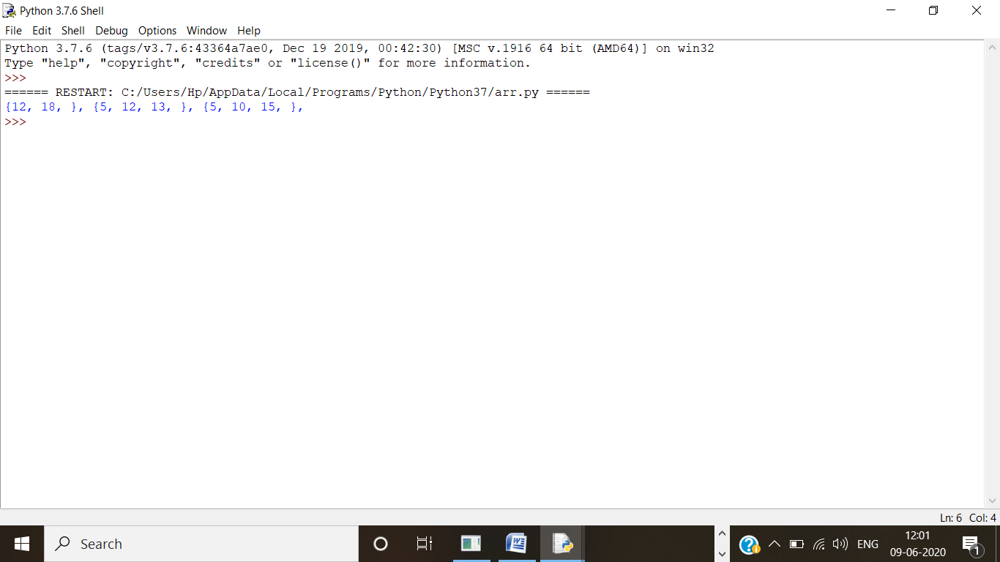 Python 3.7.6 Shell
File Edit Shell Debug Options Window Help
Python 3.7.6 (tags/v3.7.6:43364a7ae0, Dec 19 2019, 00:42:30) [MSC v.1916 64 bit (AMD64)] on win32
Type "help", "copyright", "credits" or "license()" for more information.
>>>
====== RESTART: C:/Users/Hp/AppData/Local/Programs/Python/Python37/arr.py ======
{12, 18, }, {5, 12, 13, }, {5, 10, 15, },
>>>
Ln: 6 Col: 4
Search
ENG
12:01
09-06-2020
1